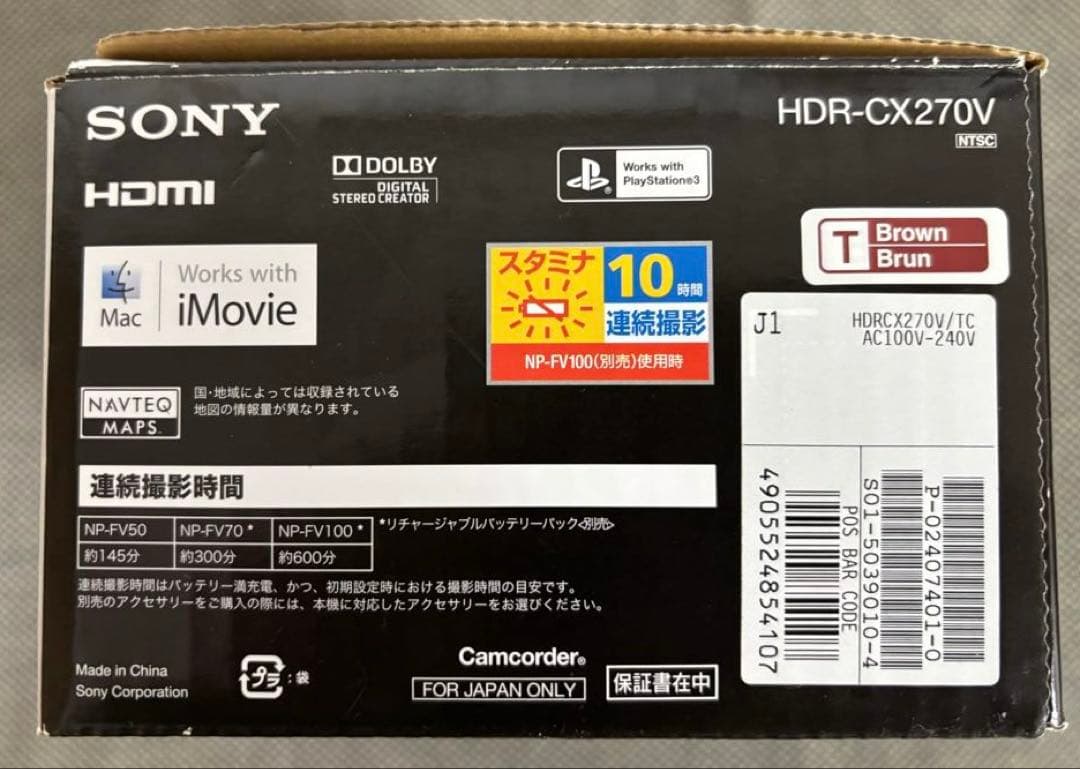 SONY
HDR-CX270V
NTSC
HDMI
DOLBY
DIGITAL
STEREO CREATOR
Works with
PlayStation®3
T Brown
Brun
Mac
Works with
iMovie
スタミナ
10時間
連続撮影
NP-FV100(別売)使用時
J1
HDRCX270V/TC
AC100V-240V
NAVTEQ
MAPS
国・地域によっては収録されている
地図の情報量が異なります。
連続撮影時間
NP-FV50 NP-FV70 * NP-FV100 *
約145分 約300分 約600分
*リチャージャブルバッテリーパック<別売>
連続撮影時間はバッテリー満充電、かつ、初期設定時における撮影時間の目安です。
別売のアクセサリーをご購入の際には、本機に対応したアクセサリーをお選びください。
4905524854107
POS BAR CODE
S01-5039010-4
P-02407401-0
Made in China
Sony Corporation
プラ : 袋
Camcorder®
FOR JAPAN ONLY
保証書在中